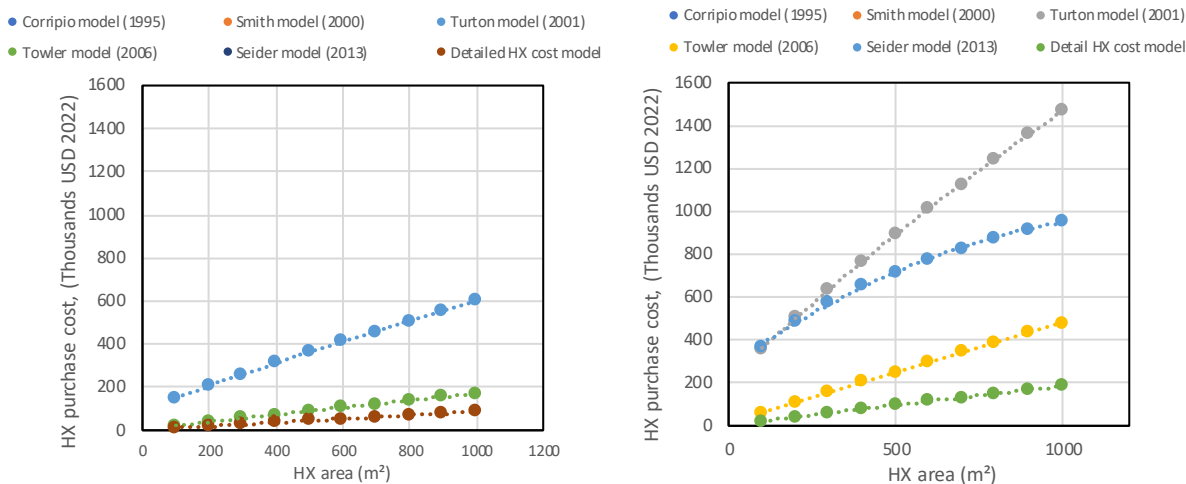 Corripio model (1995) Smith model (2000) Turton model (2001)
Towler model (2006) Seider model (2013) Detailed HX cost model
HX purchase cost, (Thousands USD 2022)
1600
1400
1200
1000
800
600
400
200
0
0 200 400 600 800 1000 1200
HX area (m²)
Corripio model (1995) Smith model (2000) Turton model (2001)
Towler model (2006) Seider model (2013) Detail HX cost model
HX purchase cost, (Thousands USD 2022)
1600
1400
1200
1000
800
600
400
200
0
0 500 1000
HX area (m²)